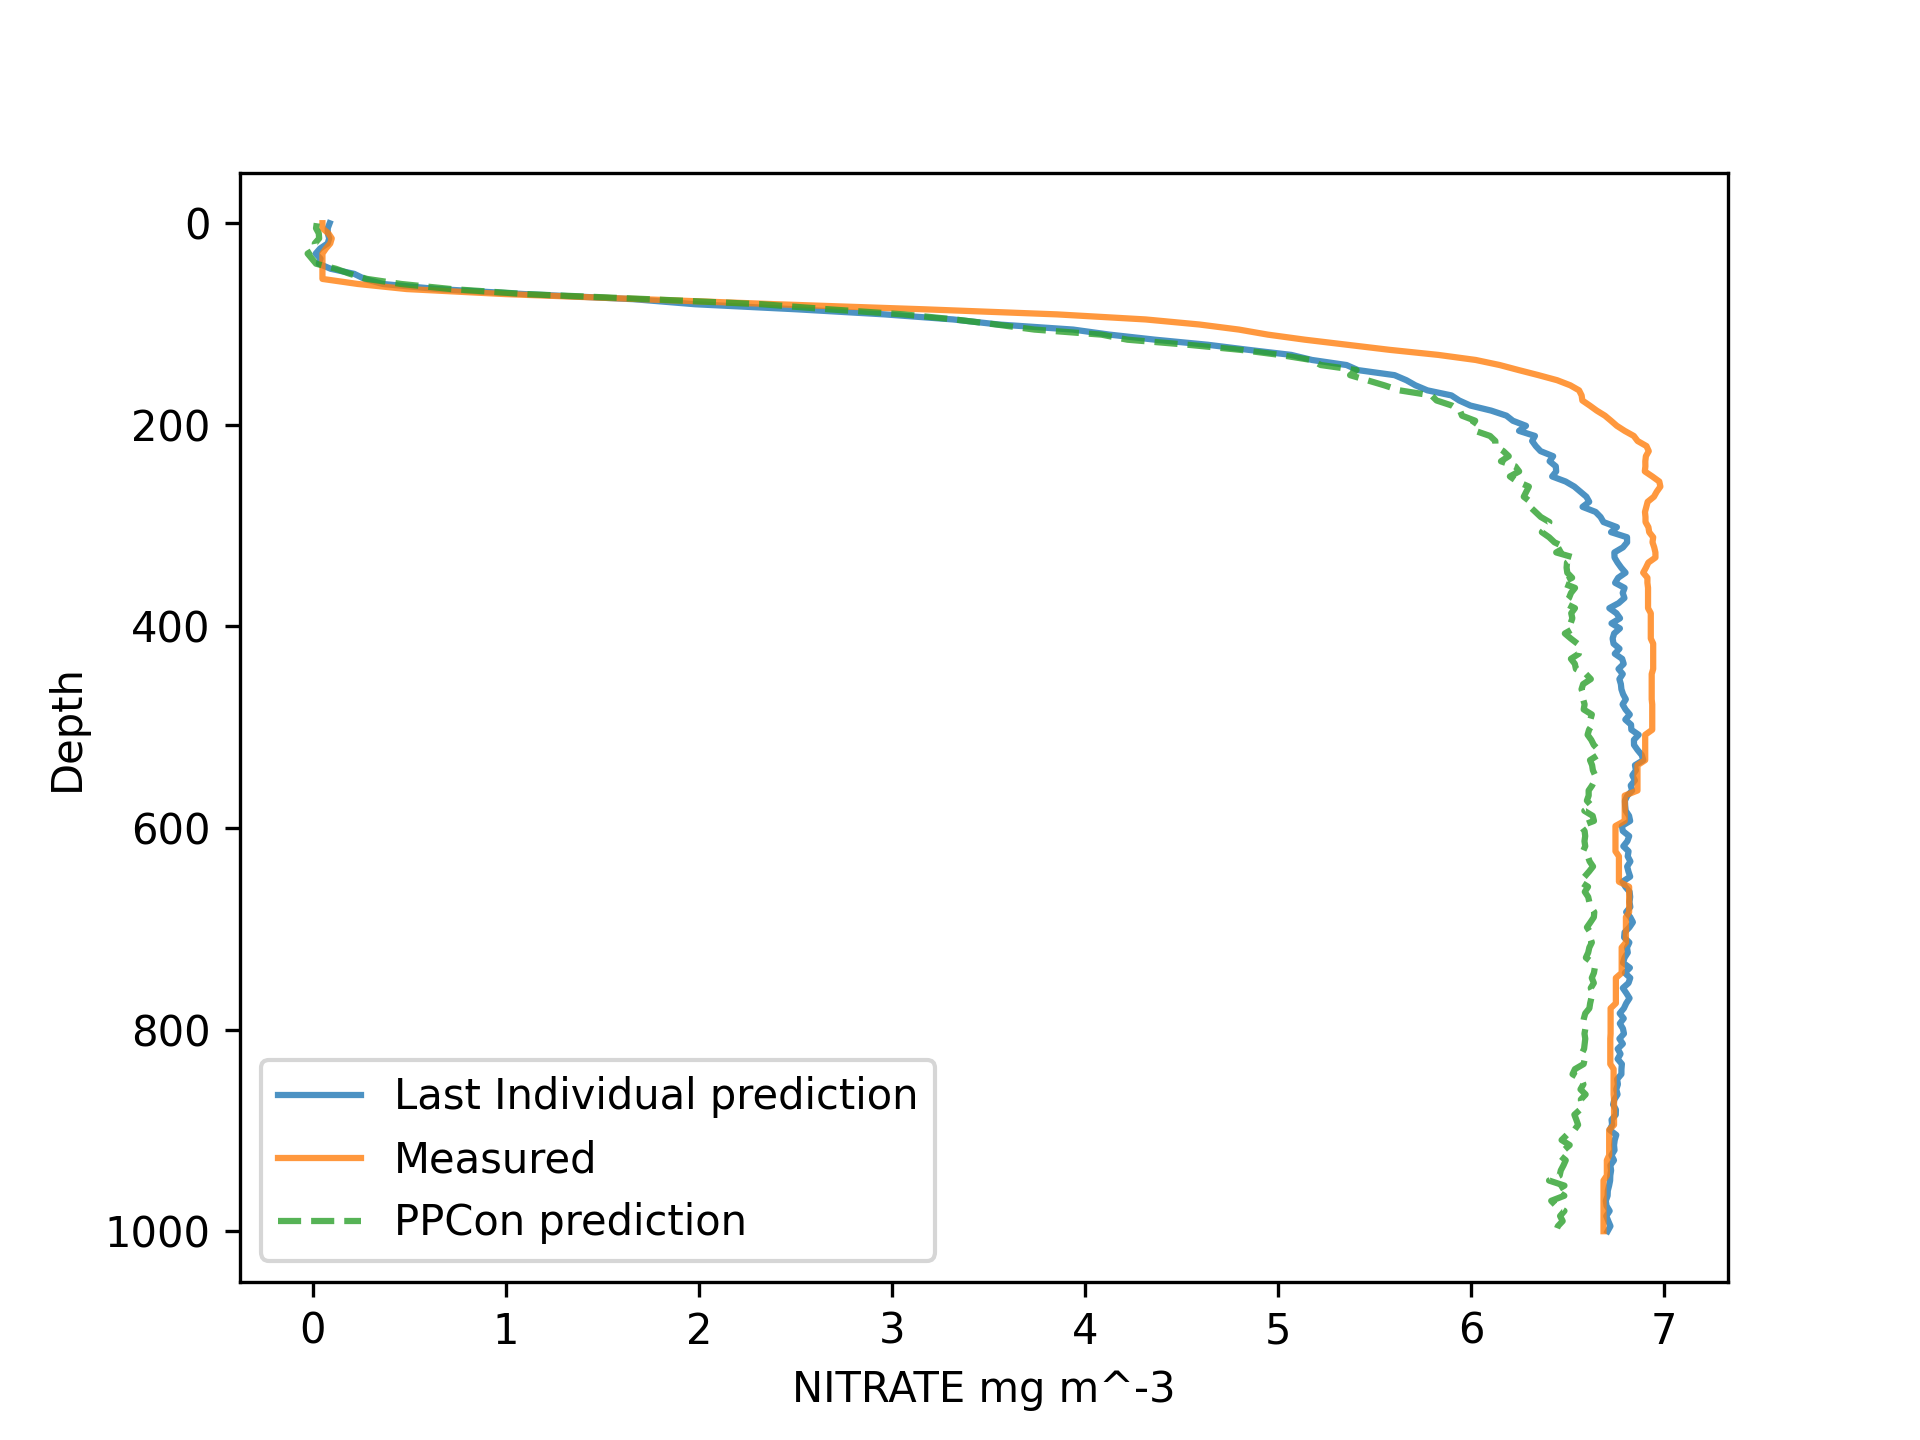 0
200
400
600
800
1000
Depth
Last Individual prediction
Measured
PPCon prediction
0 1 2 3 4 5 6 7
NITRATE mg m^-3